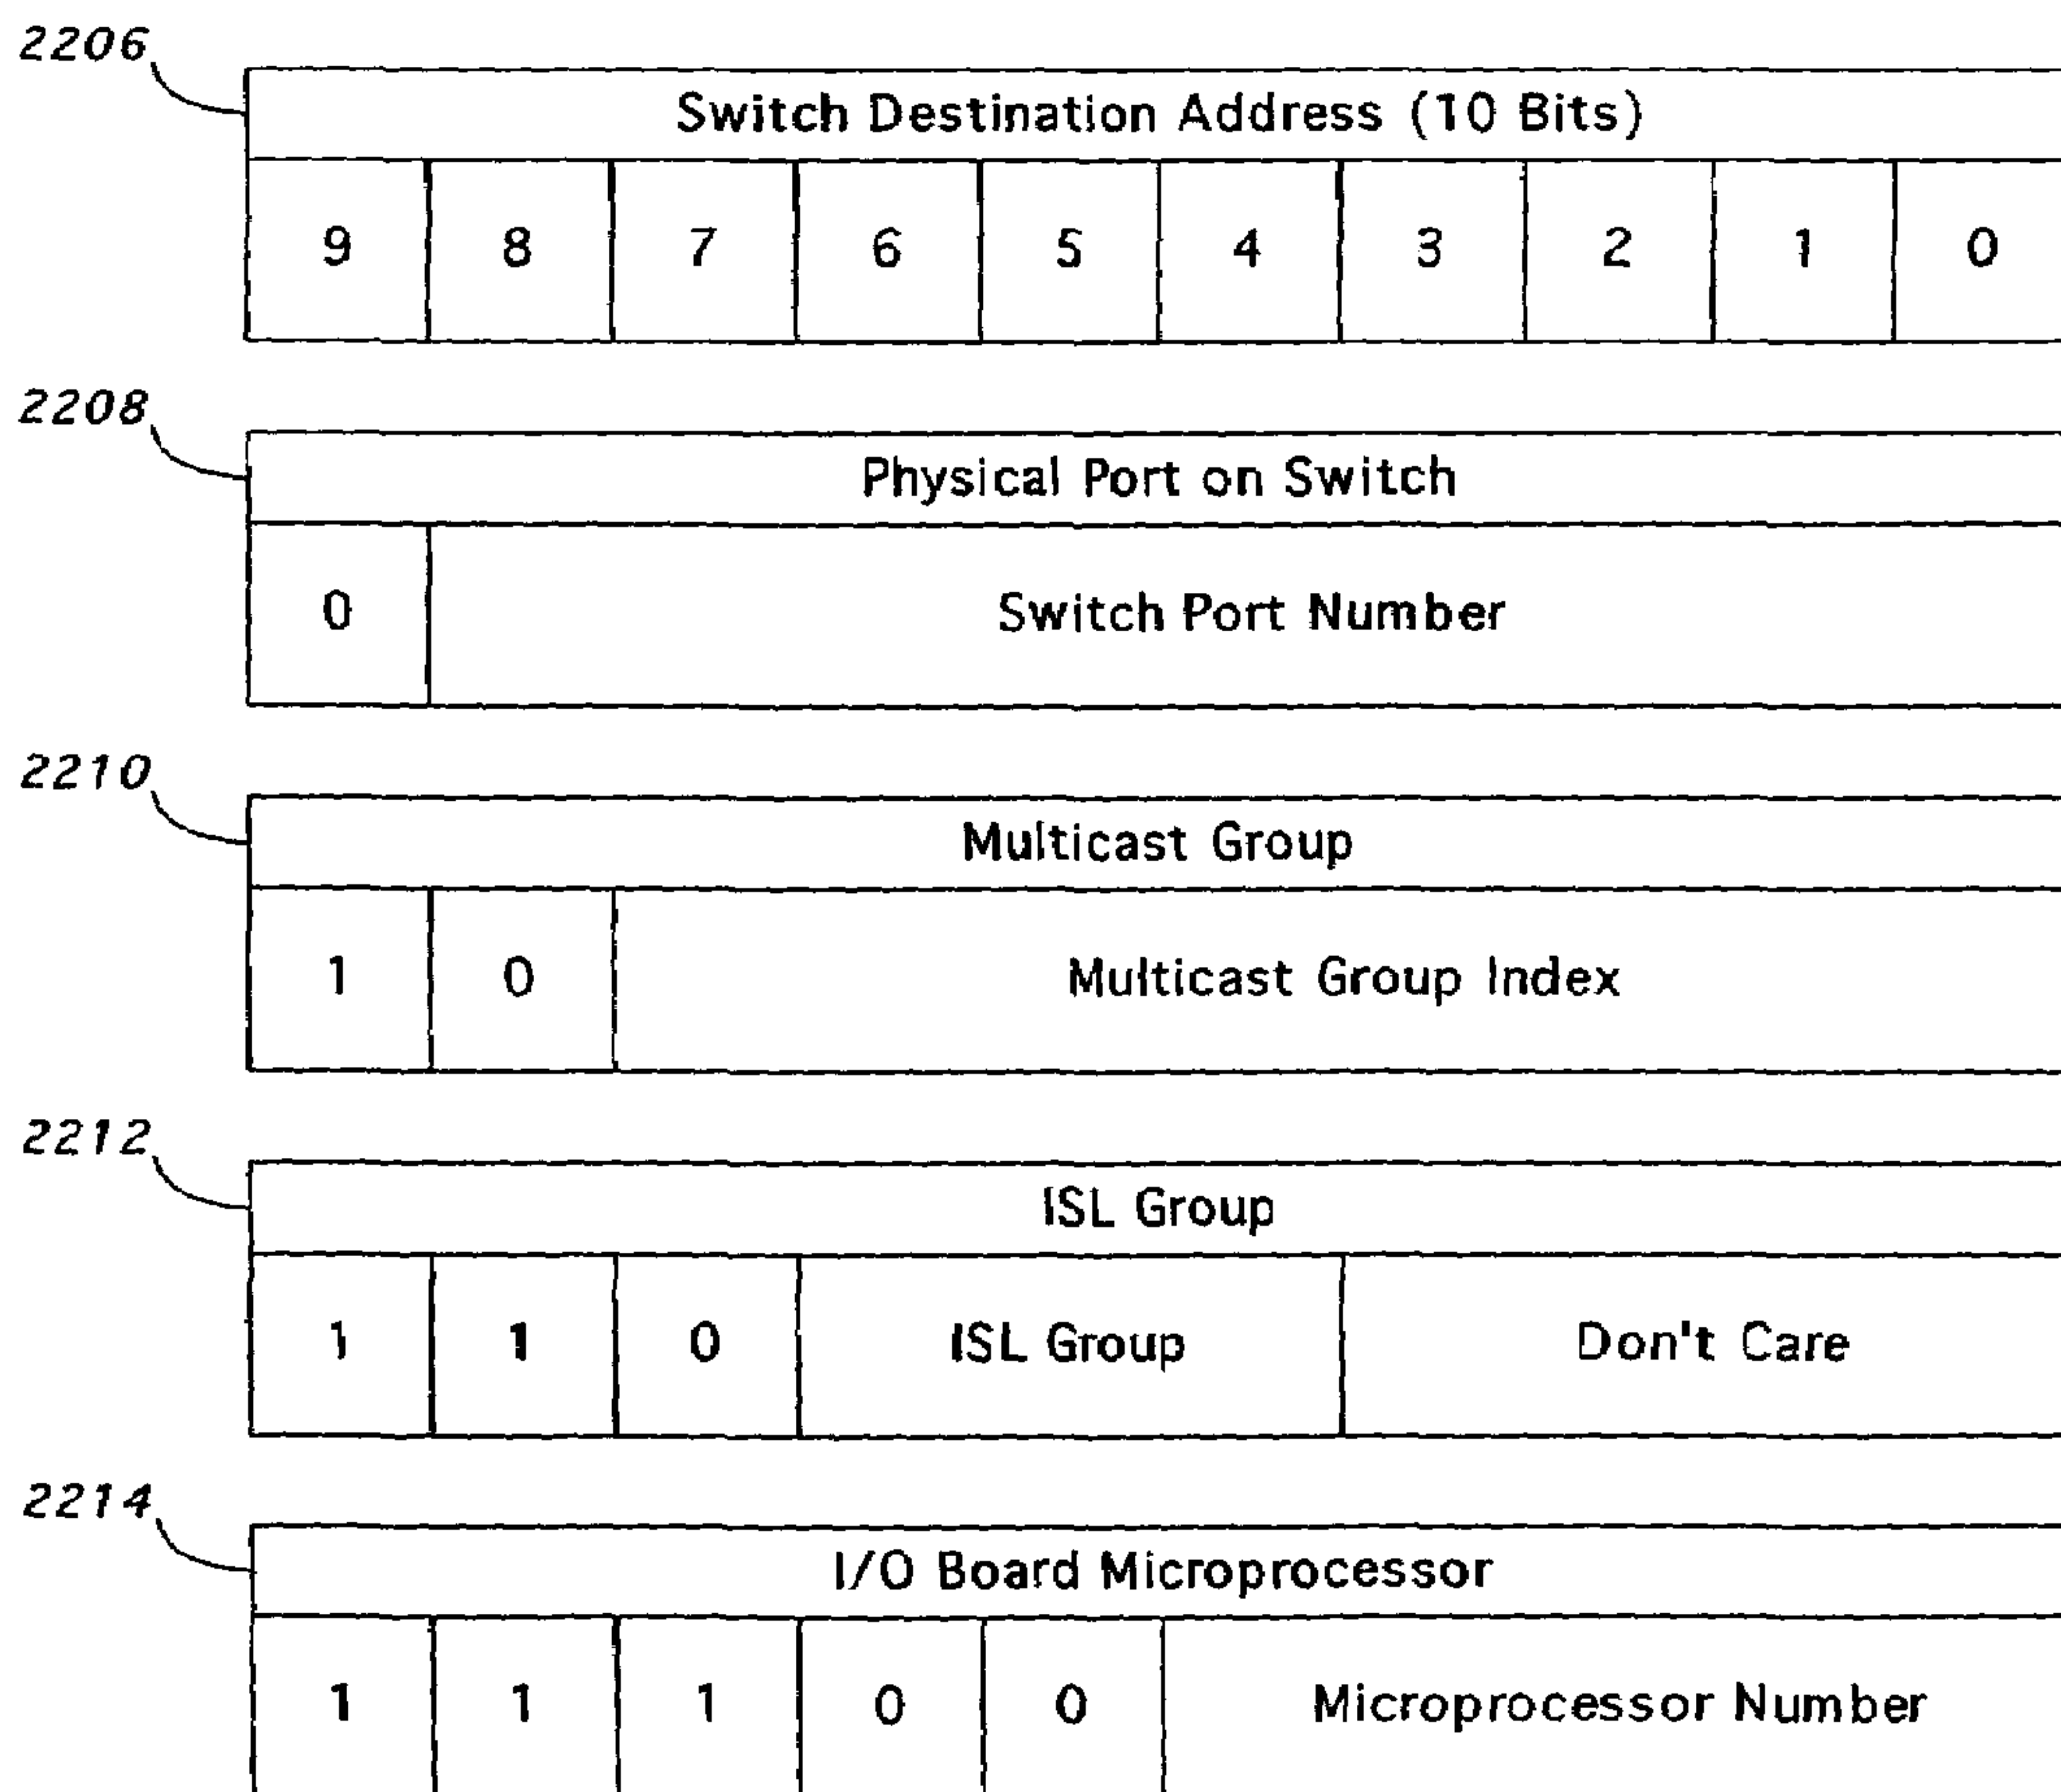 2206
Switch Destination Address (10 Bits)
9 8 7 6 5 4 3 2 1 0
2208
Physical Port on Switch
0 Switch Port Number
2210
Multicast Group
1 0 Multicast Group Index
2212
ISL Group
1 1 0 ISL Group Don't Care
2214
I/O Board Microprocessor
1 1 1 0 0 Microprocessor Number